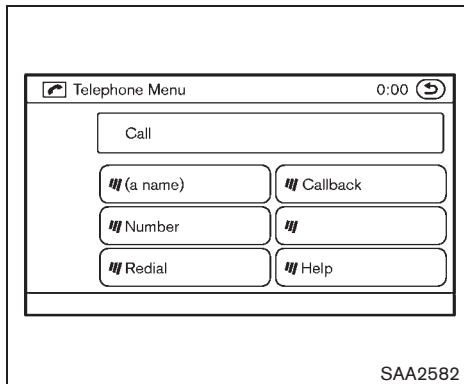 Telephone Menu 0:00
Call
(a name) Callback
Number
Redial Help
SAA2582